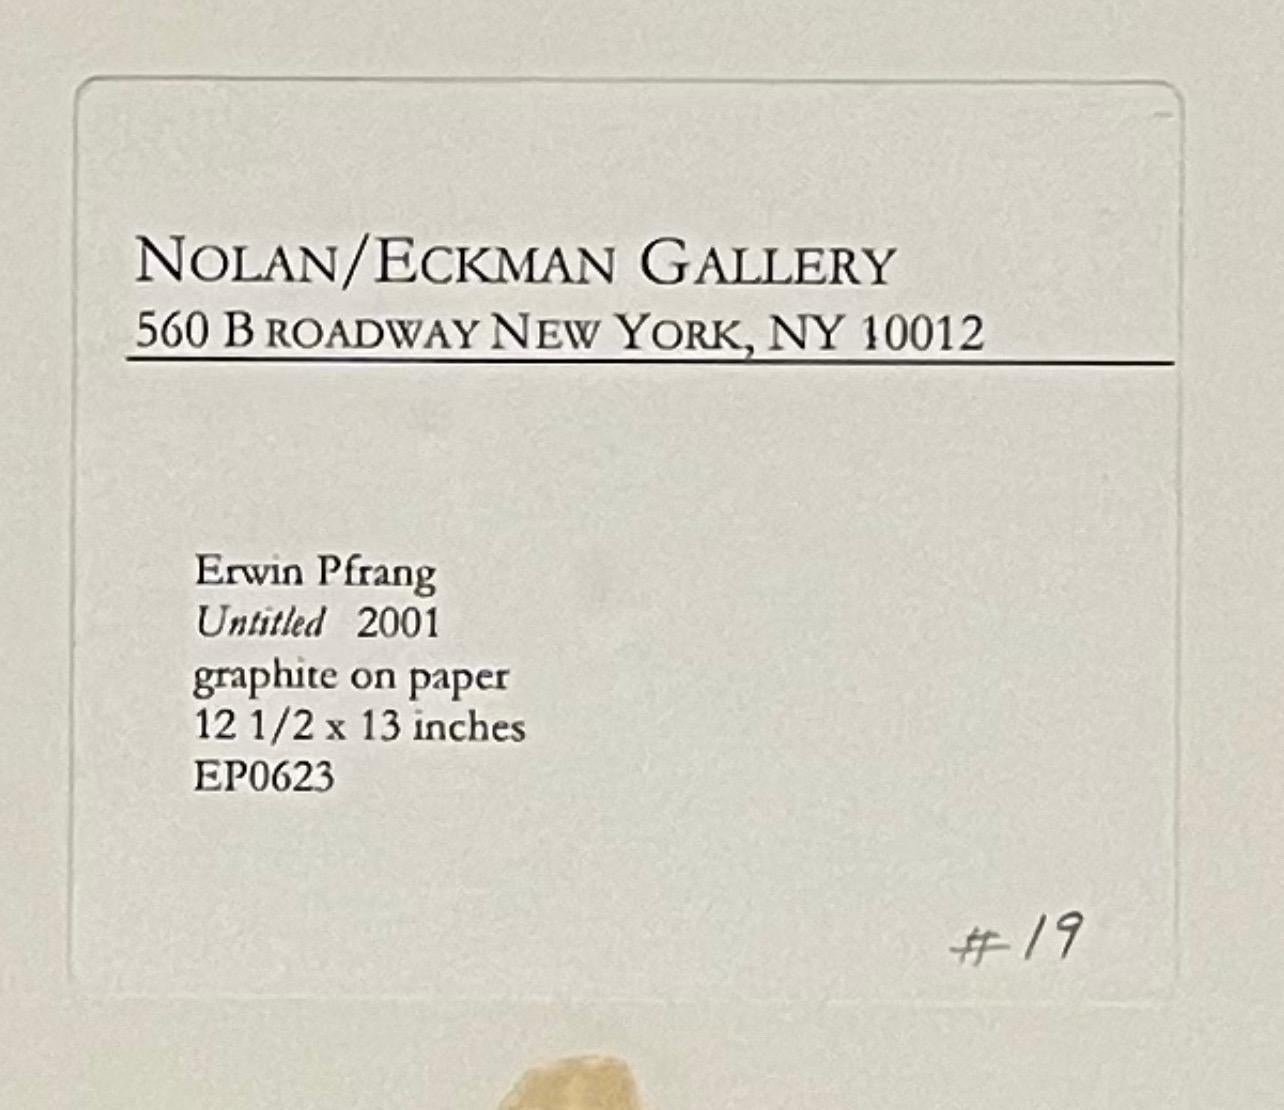 NOLAN/ECKMAN GALLERY
560 BROADWAY NEW YORK, NY 10012
Erwin Pfrang
Untitled 2001
graphite on paper
12 1/2 x 13 inches
EP0623
#19